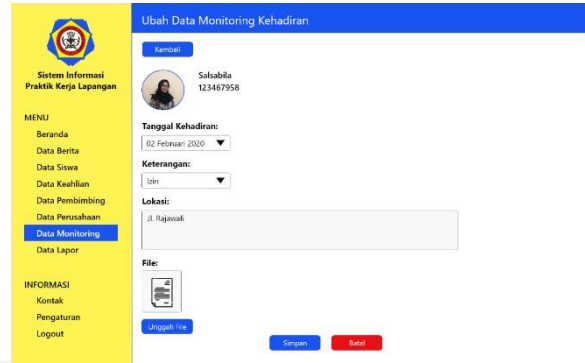 Sistem Informasi
Praktik Kerja Lapangan
MENU
Beranda
Data Berita
Data Siswa
Data Keahlian
Data Pembimbing
Data Perusahaan
Data Monitoring
Data Lapor
INFORMASI
Kontak
Pengaturan
Logout
Ubah Data Monitoring Kehadiran
Kembali
Salsabila
123467958
Tanggal Kehadiran:
02 Februari 2020
Keterangan:
Izin
Lokasi:
Jl. Rajawali
File:
Unggah File
Simpan
Batal